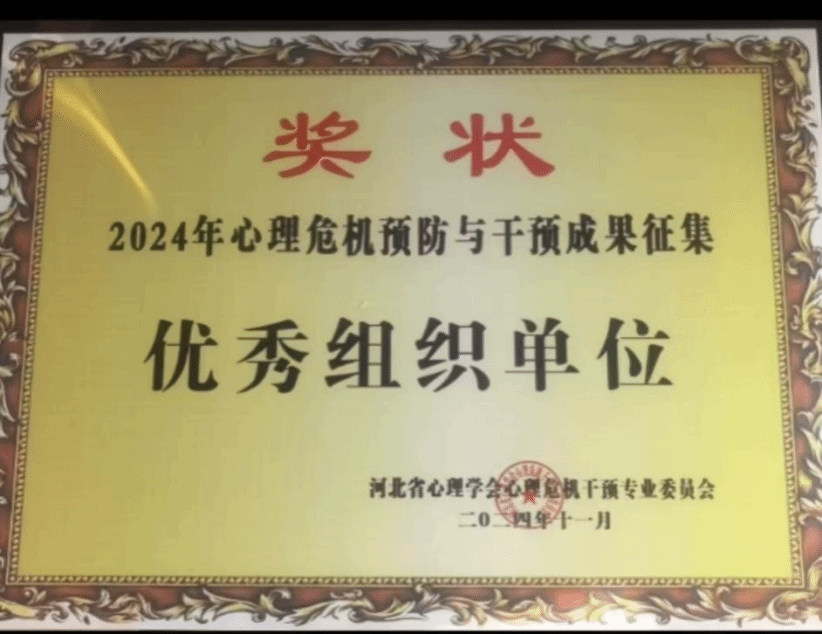 奖状
2024年心理危机预防与干预成果征集
优秀组织单位
河北省心理学会心理危机干预专业委员会
二〇二四年十一月